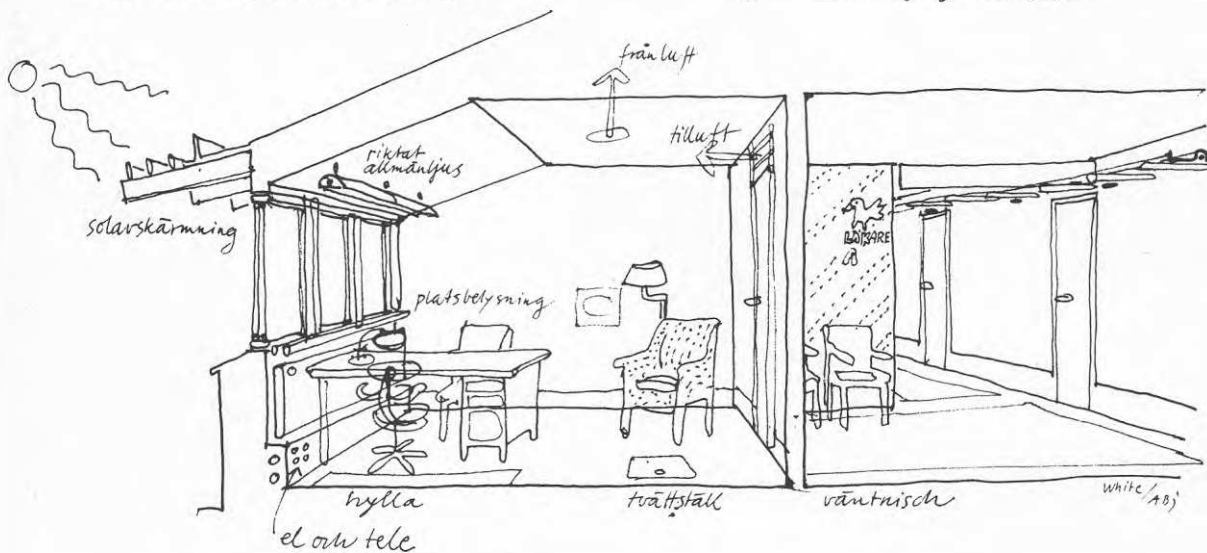 frånluft
tilluft
riktat
allmänljus
solavskärmning
LÄKARE
platsbelysning
hylla
tvättställ
väntnisch
White/ABj
el och tele